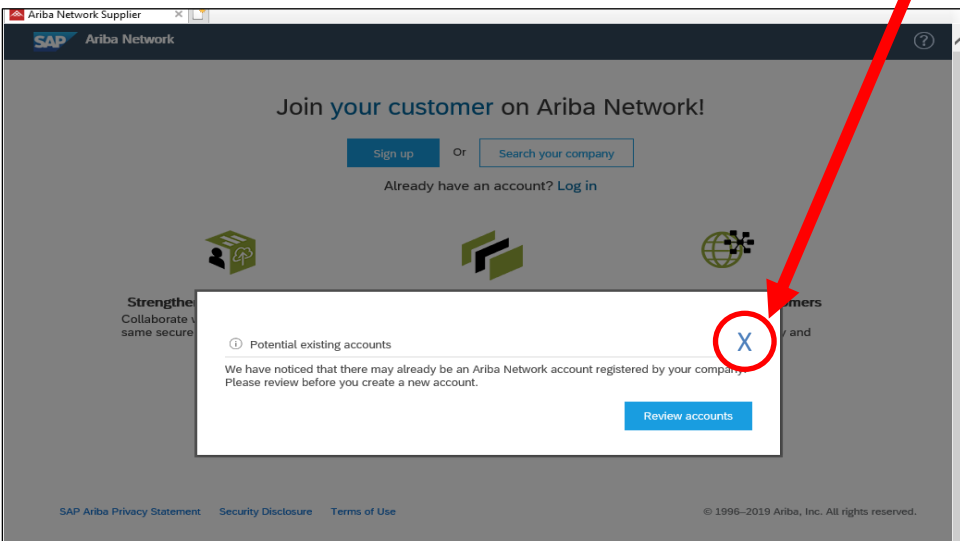 Ariba Network Supplier ×
SAP Ariba Network ?
Join your customer on Ariba Network!
Sign up Or Search your company
Already have an account? Log in
Collaborate
same secure and
Potential existing accounts X
We have noticed that there may already be an Ariba Network account registered by your company.
Please review before you create a new account.
Review accounts
SAP Ariba Privacy Statement Security Disclosure Terms of Use © 1996–2019 Ariba, Inc. All rights reserved.